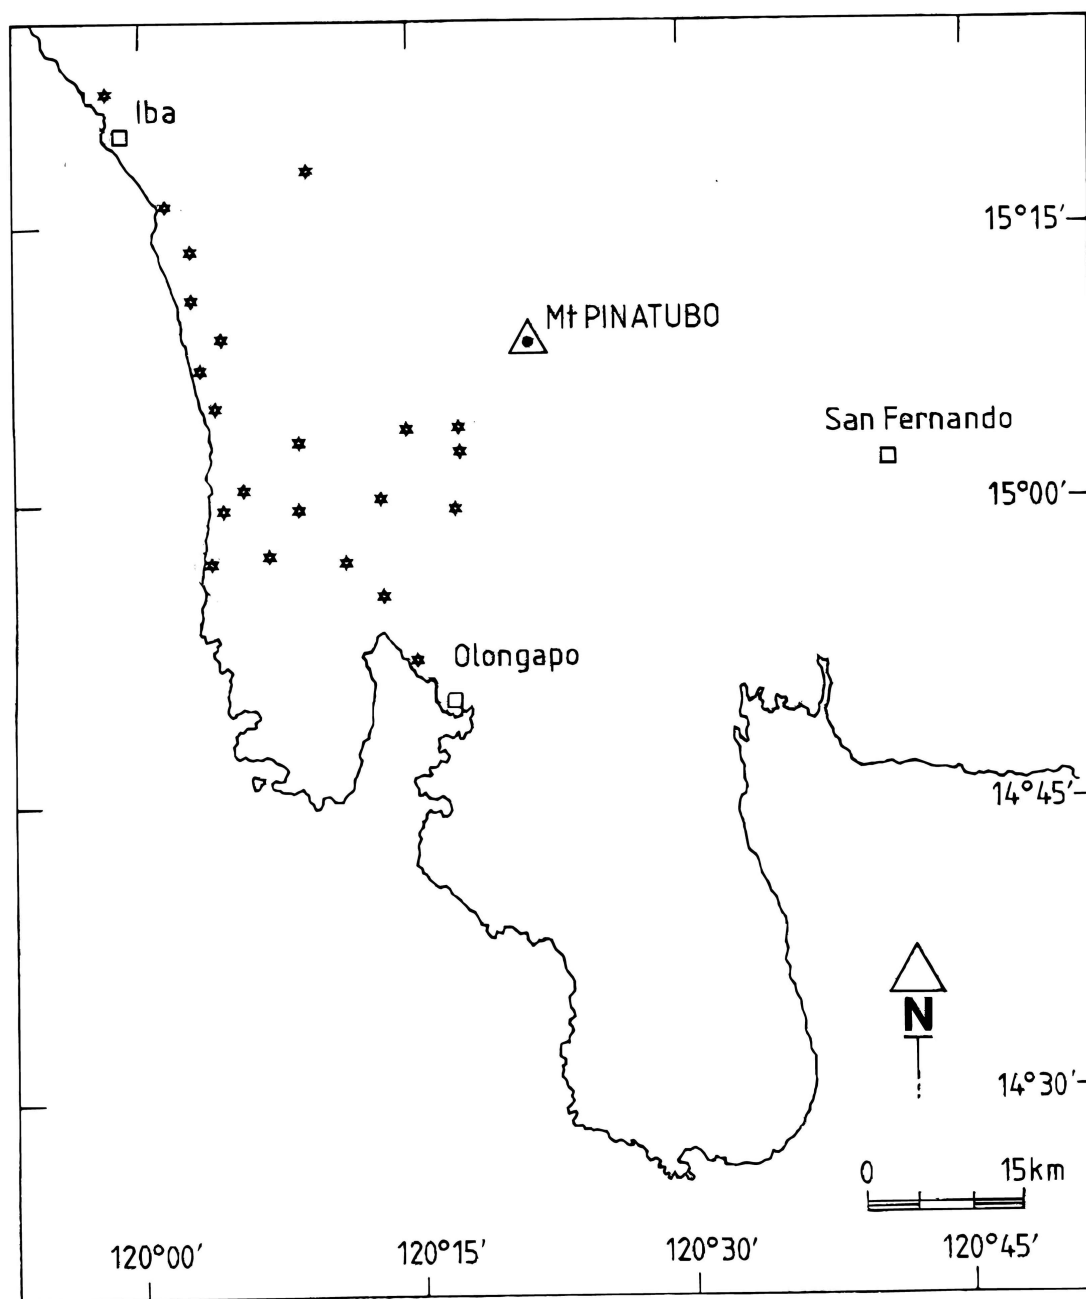 Iba
15°15′
Mt PINATUBO
San Fernando
15°00′
Olongapo
14°45′
N
14°30′
0 15km
120°00′ 120°15′ 120°30′ 120°45′